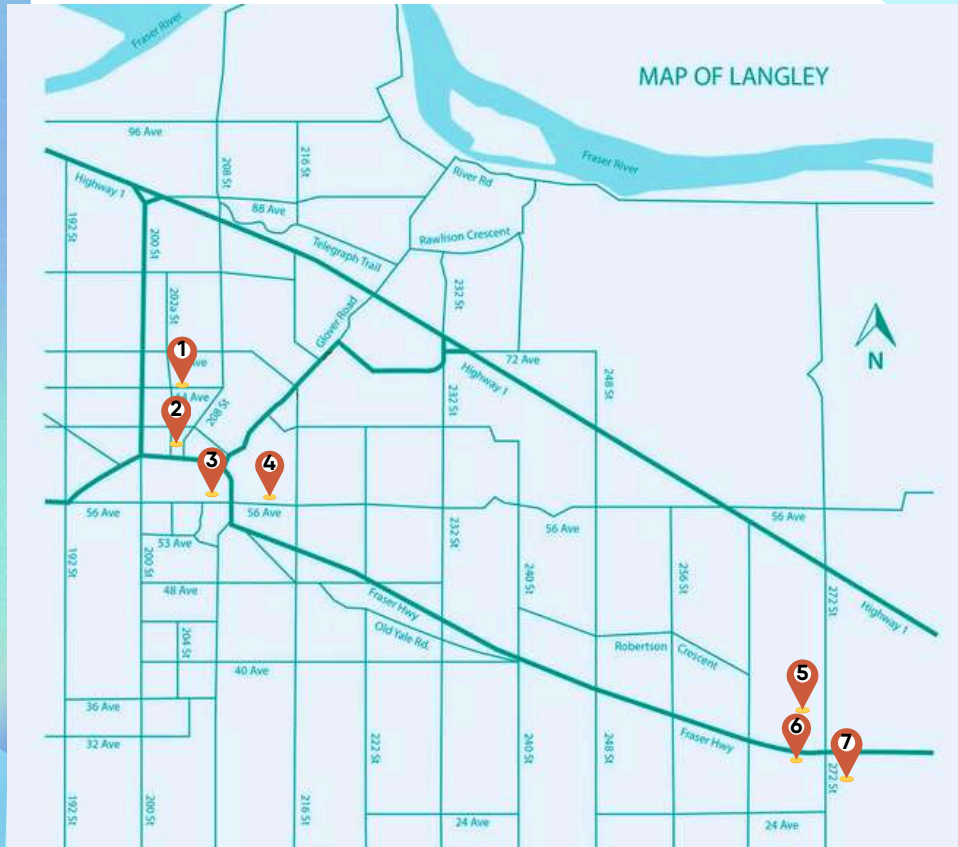 Fraser River
MAP OF LANGLEY
96 Ave
Fraser River
208 St
216 St
River Rd
Highway 1
192 St
88 Ave
200 St
Telegraph Trail
Rawlison Crescent
202a St
232 St
Glover Road
N
1
Ave
72 Ave
Highway 1
248 St
232 St
Ave
2
208 St
3
4
56 Ave
56 Ave
56 Ave
56 Ave
232 St
53 Ave
192 St
200 St
240 St
256 St
48 Ave
272 St
Fraser Hwy
Highway 1
204 St
Old Yale Rd.
Robertson Crescent
40 Ave
5
36 Ave
6
32 Ave
222 St
240 St
248 St
Fraser Hwy
7
272 St
192 St
200 St
216 St
24 Ave
24 Ave